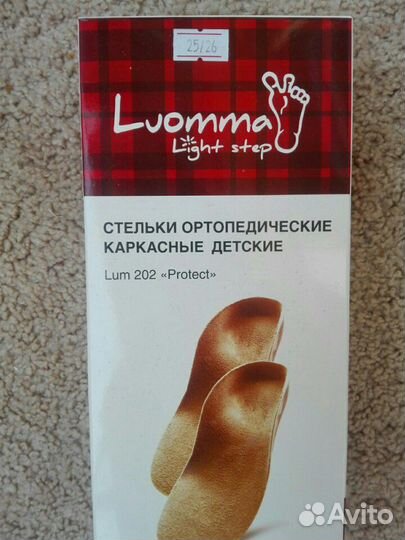 25/26
Luomma
Light step
СТЕЛЬКИ ОРТОПЕДИЧЕСКИЕ
КАРКАСНЫЕ ДЕТСКИЕ
Lum 202 «Protect»
Avito